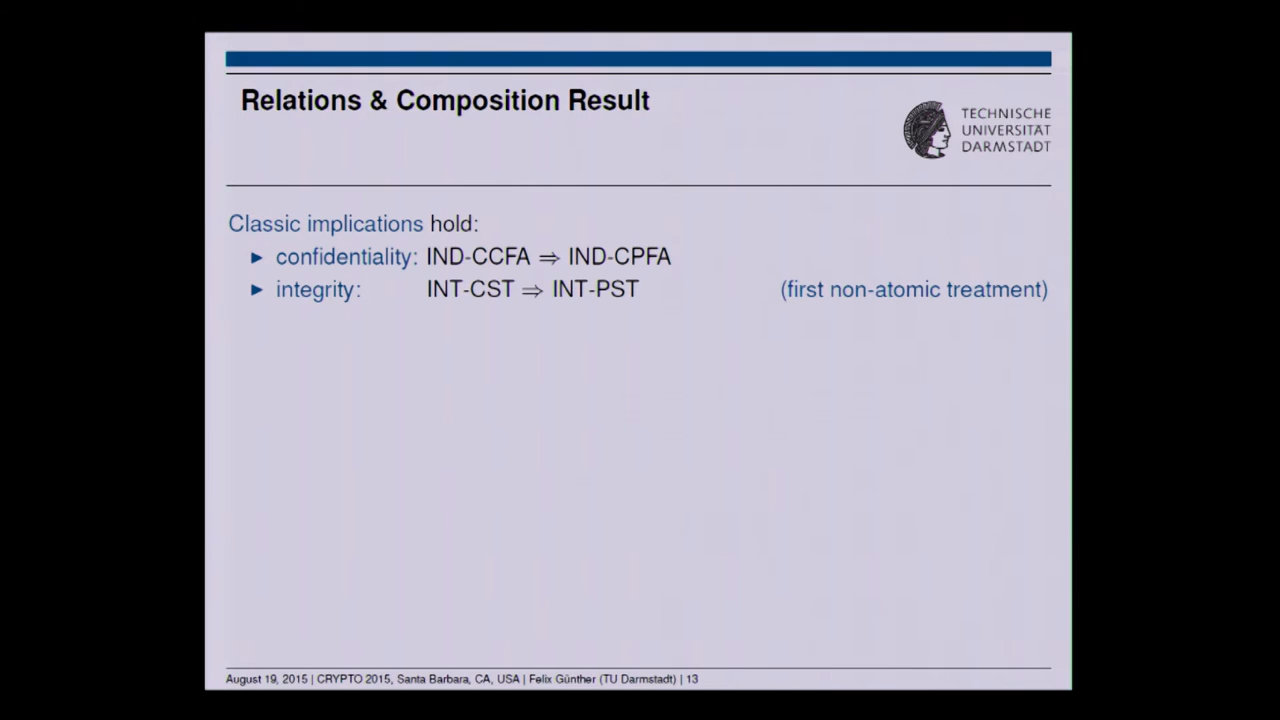 Relations & Composition Result
TECHNISCHE
UNIVERSITÄT
DARMSTADT
Classic implications hold:
► confidentiality: IND-CCFA ⇒ IND-CPFA
► integrity: INT-CST ⇒ INT-PST (first non-atomic treatment)
August 19, 2015 | CRYPTO 2015, Santa Barbara, CA, USA | Felix Günther (TU Darmstadt) | 13